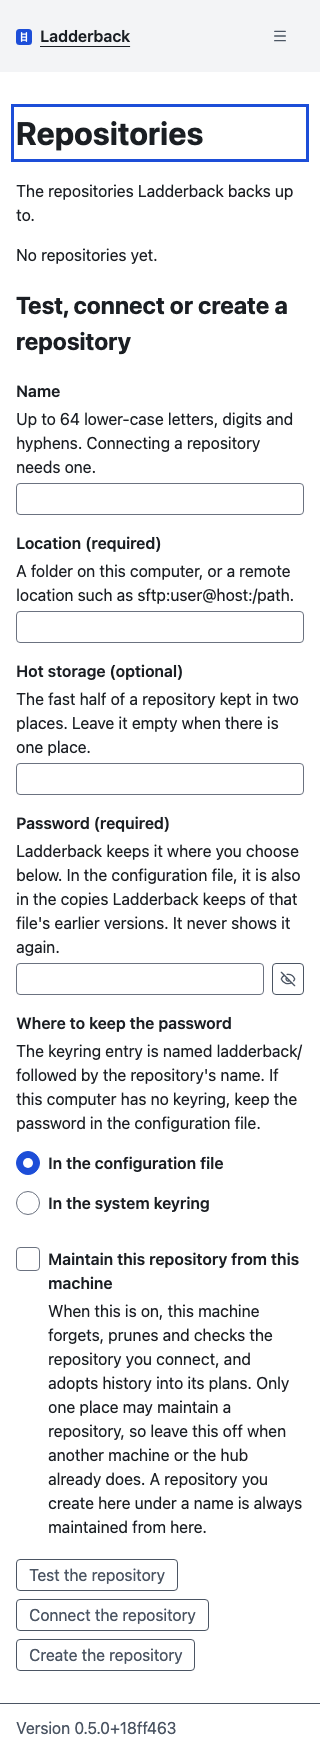 Ladderback
Repositories
The repositories Ladderback backs up
to.
No repositories yet.
Test, connect or create a
repository
Name
Up to 64 lower-case letters, digits and
hyphens. Connecting a repository
needs one.
Location (required)
A folder on this computer, or a remote
location such as sftp:user@host:/path.
Hot storage (optional)
The fast half of a repository kept in two
places. Leave it empty when there is
one place.
Password (required)
Ladderback keeps it where you choose
below. In the configuration file, it is also
in the copies Ladderback keeps of that
file's earlier versions. It never shows it
again.
Where to keep the password
The keyring entry is named ladderback/
followed by the repository's name. If
this computer has no keyring, keep the
password in the configuration file.
In the configuration file
In the system keyring
Maintain this repository from this
machine
When this is on, this machine
forgets, prunes and checks the
repository you connect, and
adopts history into its plans. Only
one place may maintain a
repository, so leave this off when
another machine or the hub
already does. A repository you
create here under a name is always
maintained from here.
Test the repository
Connect the repository
Create the repository
Version 0.5.0+18ff463